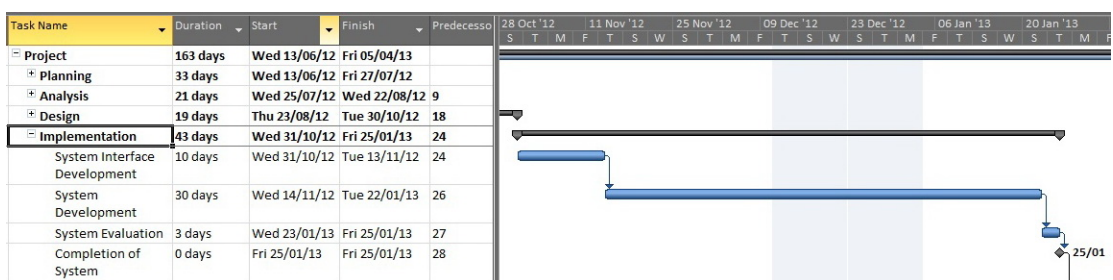 Task Name Duration Start Finish Predecesso 28 Oct '12 11 Nov '12 25 Nov '12 09 Dec '12 23 Dec '12 06 Jan '13 20 Jan '13
S T M F T S W S T M F T S W S T M F T S W S T M F
Project 163 days Wed 13/06/12 Fri 05/04/13
Planning 33 days Wed 13/06/12 Fri 27/07/12
Analysis 21 days Wed 25/07/12 Wed 22/08/12 9
Design 19 days Thu 23/08/12 Tue 30/10/12 18
Implementation 43 days Wed 31/10/12 Fri 25/01/13 24
System Interface 10 days Wed 31/10/12 Tue 13/11/12 24
Development
System 30 days Wed 14/11/12 Tue 22/01/13 26
Development
System Evaluation 3 days Wed 23/01/13 Fri 25/01/13 27
Completion of 0 days Fri 25/01/13 Fri 25/01/13 28 25/01
System